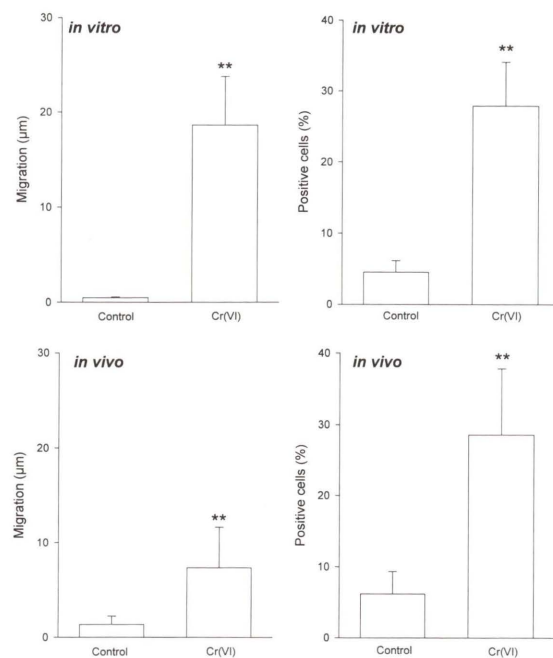 in vitro
30
20
10
0
Migration (µm)
**
Control
Cr(VI)
in vitro
40
30
20
10
0
Positive cells (%)
**
Control
Cr(VI)
in vivo
30
20
10
0
Migration (µm)
**
Control
Cr(VI)
in vivo
40
30
20
10
0
Positive cells (%)
**
Control
Cr(VI)